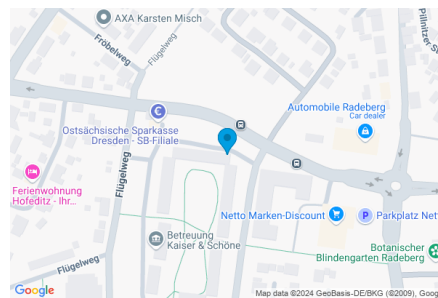 AXA Karsten Misch
Fröbelweg
Flügelweg
Pillnitzer
Ostsächsische Sparkasse
Dresden - SB-Filiale
Automobile Radeberg
Car dealer
Flügelweg
Ferienwohnung
Hofeditz - Ihr...
Netto Marken-Discount
Parkplatz Nett
Betreuung
Kaiser & Schöne
Botanischer
Blindengarten Radeberg
Flügelweg
Google
Map data ©2024 GeoBasis-DE/BKG (©2009), Goog